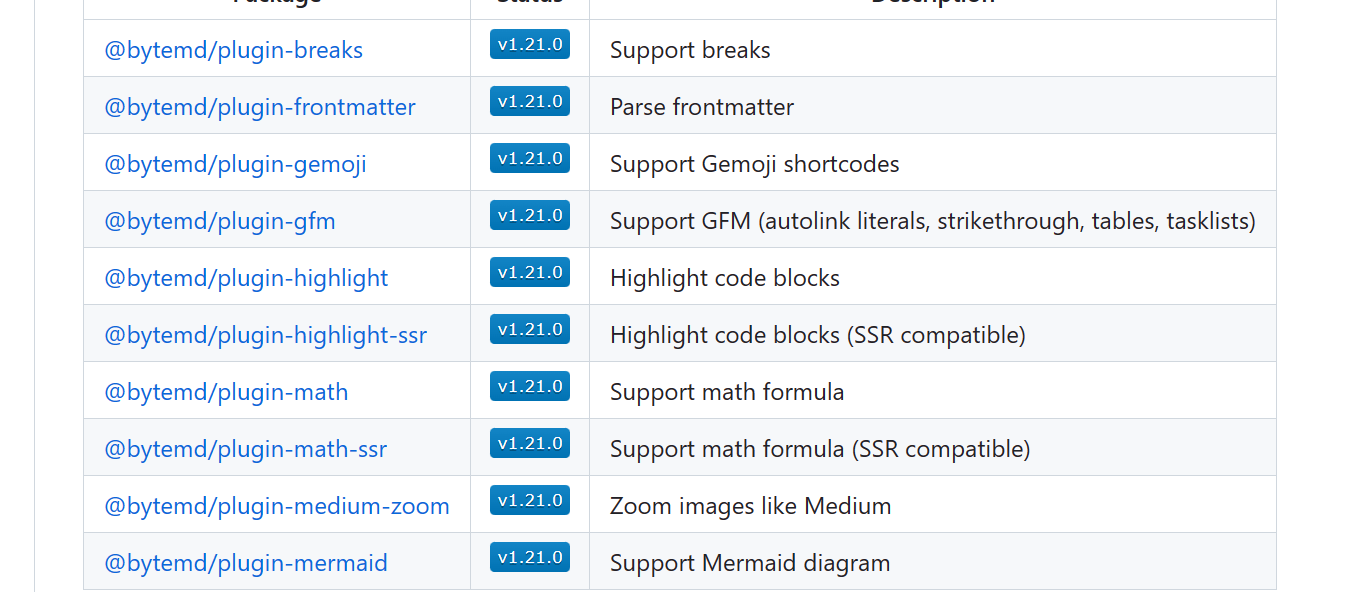 Package Status Description
@bytemd/plugin-breaks v1.21.0 Support breaks
@bytemd/plugin-frontmatter v1.21.0 Parse frontmatter
@bytemd/plugin-gemoji v1.21.0 Support Gemoji shortcodes
@bytemd/plugin-gfm v1.21.0 Support GFM (autolink literals, strikethrough, tables, tasklists)
@bytemd/plugin-highlight v1.21.0 Highlight code blocks
@bytemd/plugin-highlight-ssr v1.21.0 Highlight code blocks (SSR compatible)
@bytemd/plugin-math v1.21.0 Support math formula
@bytemd/plugin-math-ssr v1.21.0 Support math formula (SSR compatible)
@bytemd/plugin-medium-zoom v1.21.0 Zoom images like Medium
@bytemd/plugin-mermaid v1.21.0 Support Mermaid diagram